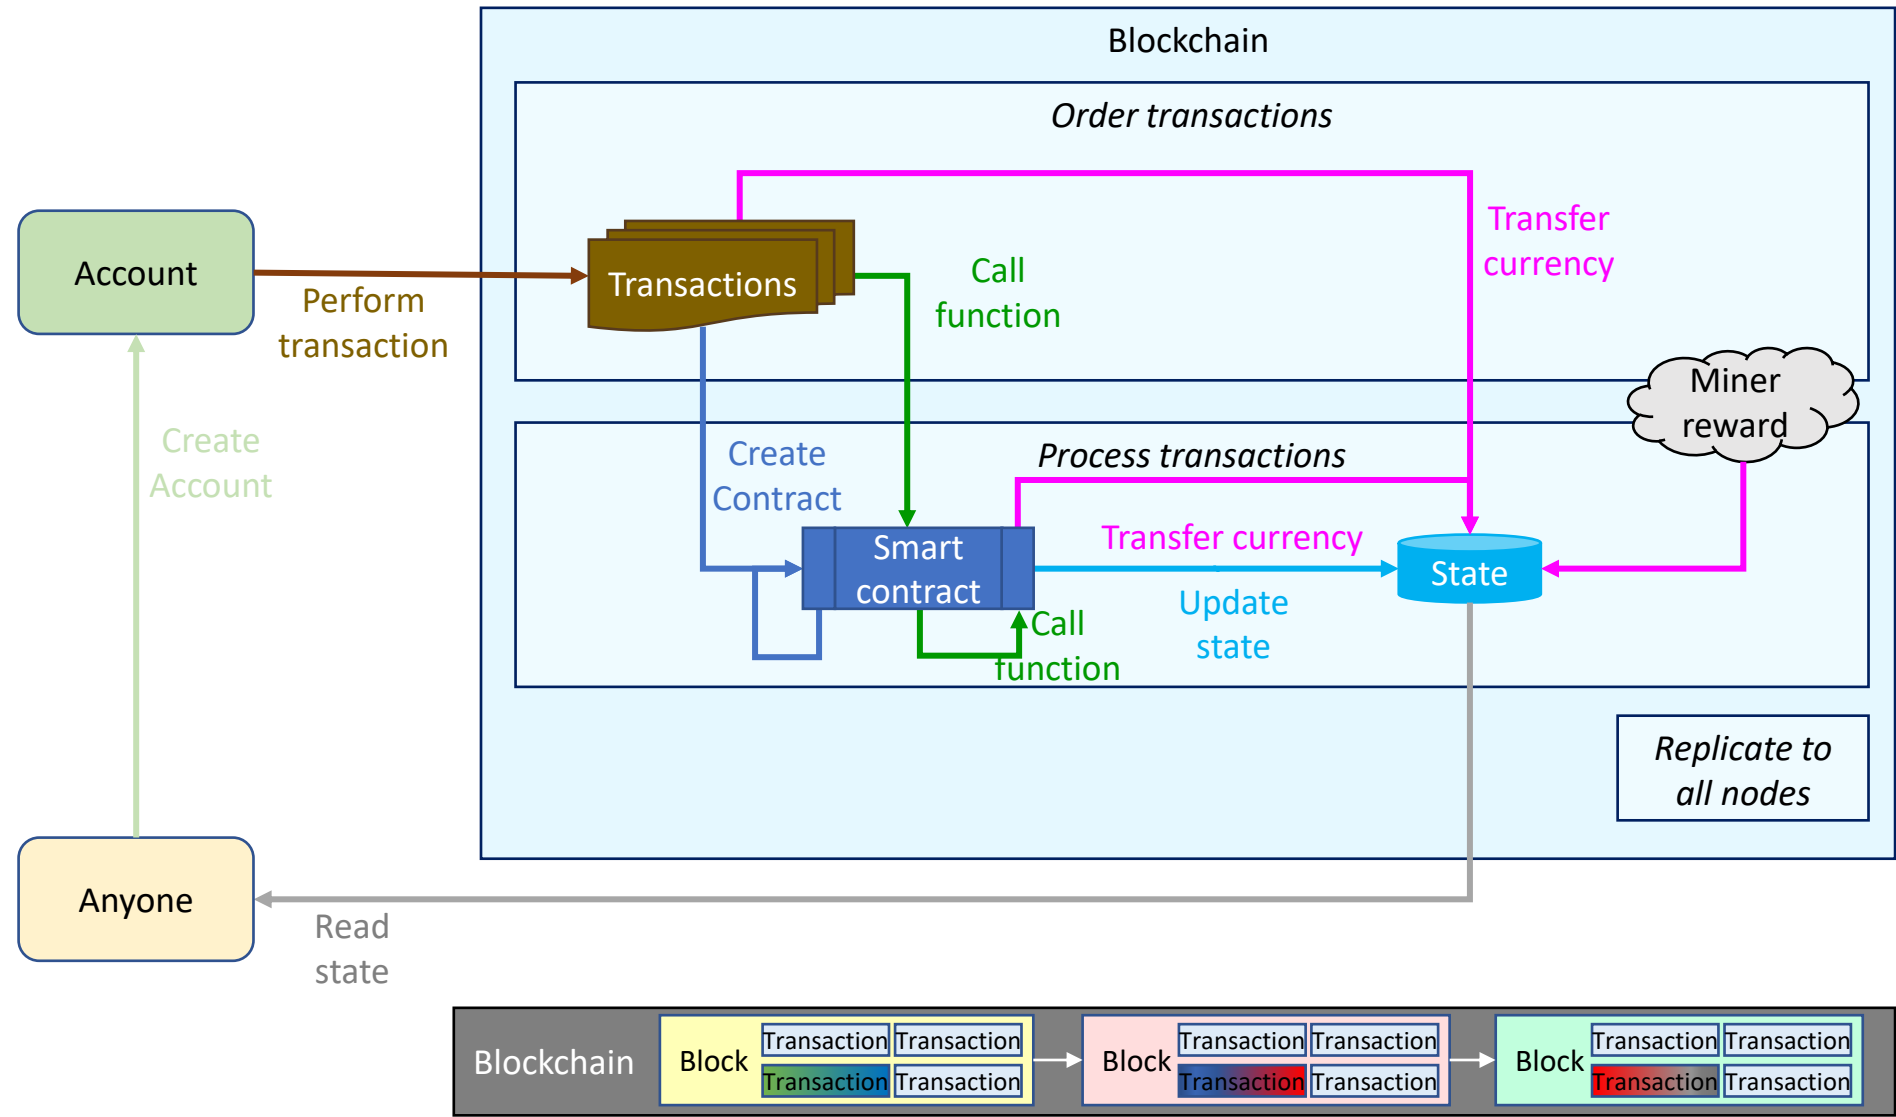 Blockchain
Order transactions
Account
Perform
transaction
Transactions
Call
function
Transfer
currency
Miner
reward
Create
Account
Create
Contract
Process transactions
Smart
contract
Transfer currency
Update
state
State
Call
function
Replicate to
all nodes
Anyone
Read
state
Blockchain
Block
Transaction Transaction
Transaction Transaction
Block
Transaction Transaction
Transaction Transaction
Block
Transaction Transaction
Transaction Transaction